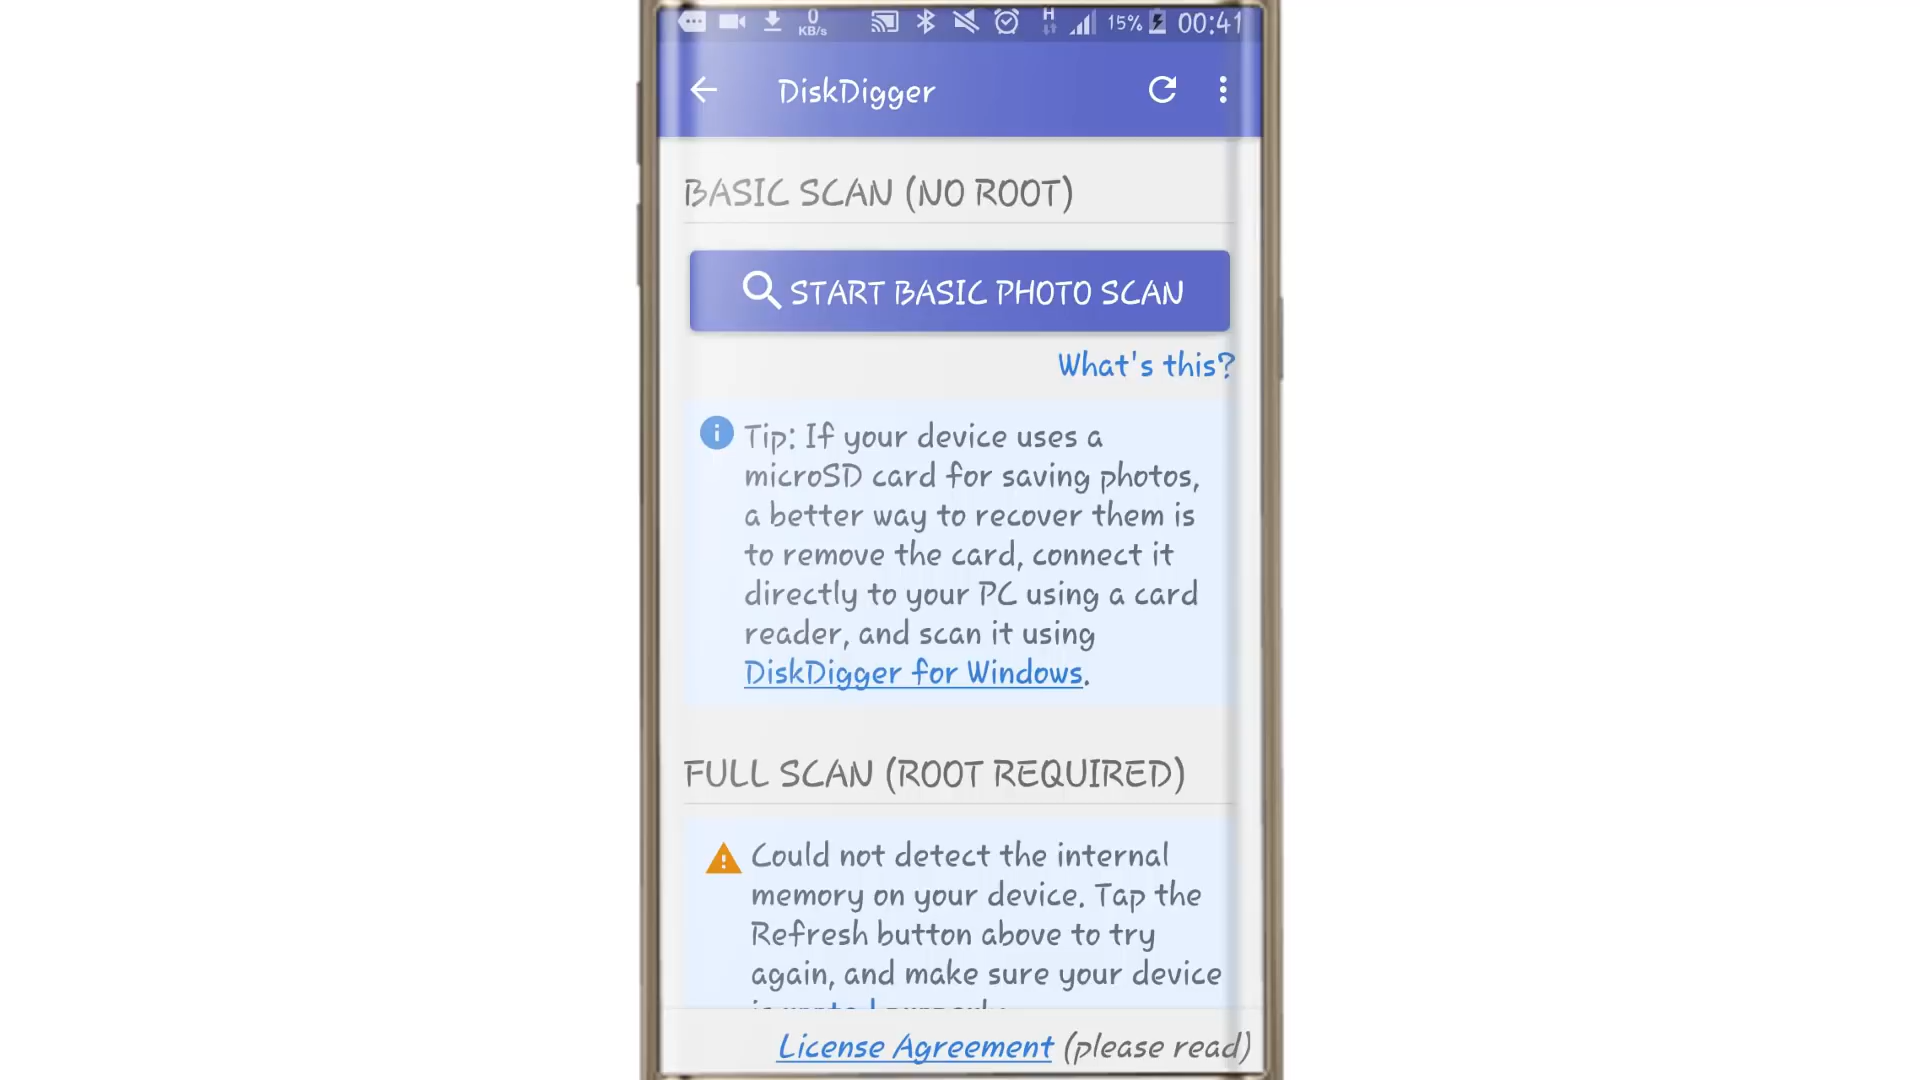 0 KB/s H 15% 00:41
DiskDigger
BASIC SCAN (NO ROOT)
START BASIC PHOTO SCAN
What's this?
Tip: If your device uses a
microSD card for saving photos,
a better way to recover them is
to remove the card, connect it
directly to your PC using a card
reader, and scan it using
DiskDigger for Windows.
FULL SCAN (ROOT REQUIRED)
Could not detect the internal
memory on your device. Tap the
Refresh button above to try
again, and make sure your device
License Agreement (please read)